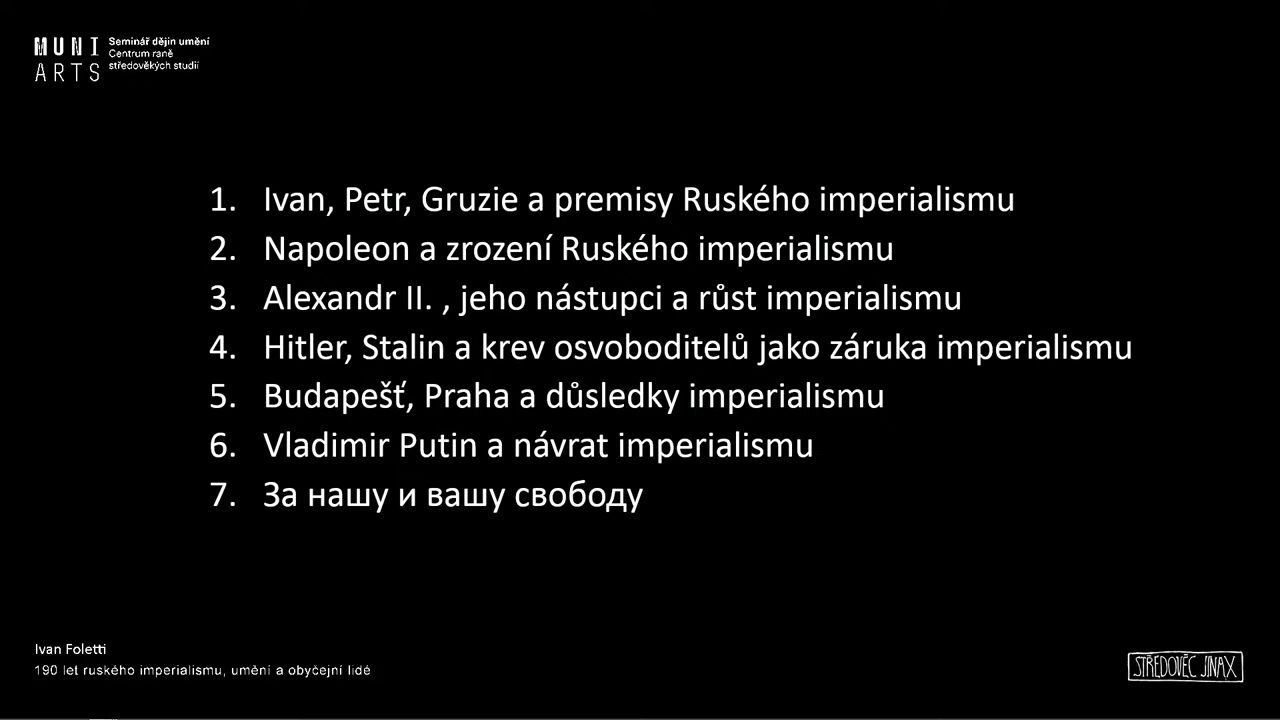 MUNI
ARTS
Seminář dějin umění
Centrum raně
středověkých studií
1. Ivan, Petr, Gruzie a premisy Ruského imperialismu
2. Napoleon a zrození Ruského imperialismu
3. Alexandr II. , jeho nástupci a růst imperialismu
4. Hitler, Stalin a krev osvoboditelů jako záruka imperialismu
5. Budapešť, Praha a důsledky imperialismu
6. Vladimir Putin a návrat imperialismu
7. За нашу и вашу свободу
Ivan Foletti
190 let ruského imperialismu, umění a obyčejní lidé
STŘEDOVĚC JINAX